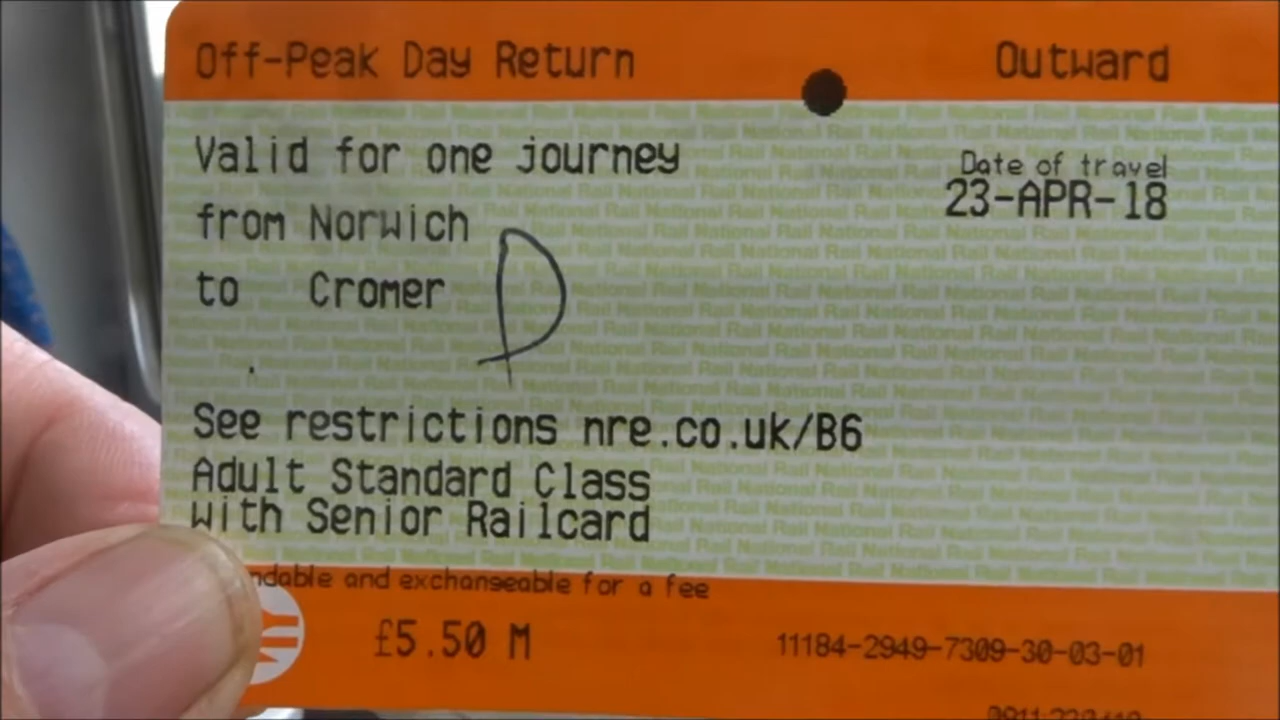 Off-Peak Day Return
Outward
Valid for one journey
Date of travel
23-APR-18
from Norwich
to Cromer
See restrictions nre.co.uk/B6
Adult Standard Class
with Senior Railcard
and exchangeable for a fee
£5.50 M
11184-2949-7309-30-03-01